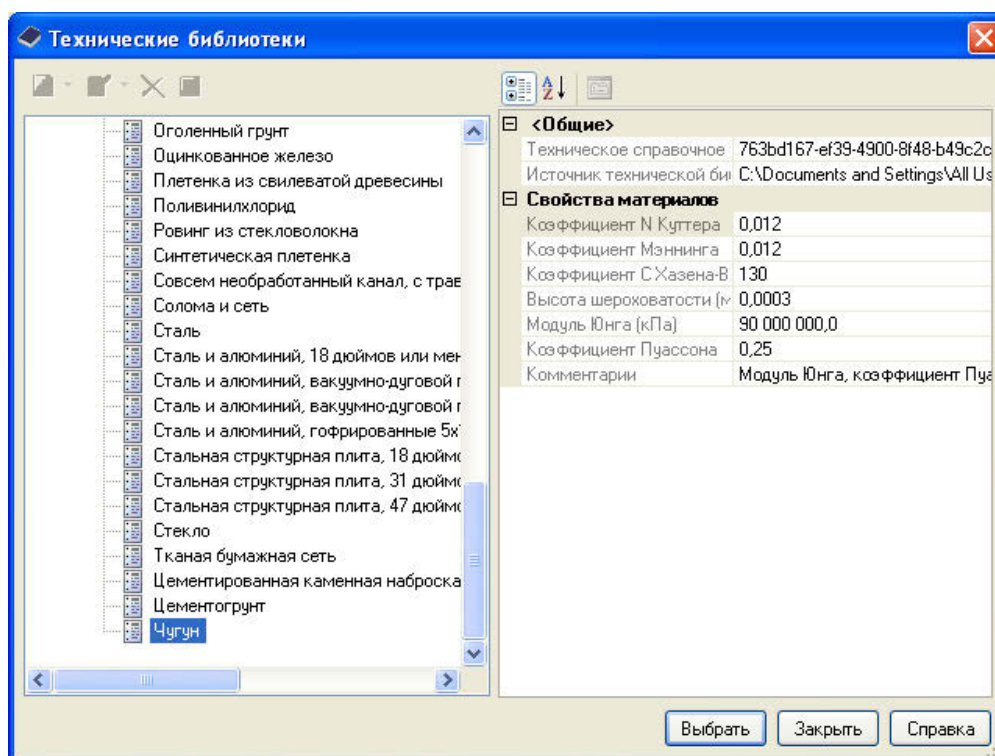 Технические библиотеки
Оголенный грунт
Оцинкованное железо
Плетенка из свилеватой древесины
Поливинилхлорид
Ровинг из стекловолокна
Синтетическая плетенка
Совсем необработанный канал, с трав
Солома и сеть
Сталь
Сталь и алюминий, 18 дюймов или мен
Сталь и алюминий, вакуумно-дуговой п
Сталь и алюминий, вакуумно-дуговой п
Сталь и алюминий, гофрированные 5x
Стальная структурная плита, 18 дюймо
Стальная структурная плита, 31 дюймо
Стальная структурная плита, 47 дюймо
Стекло
Тканая бумажная сеть
Цементированная каменная наброска
Цементогрунт
Чугун
<Общие>
Техническое справочное 763bd167-ef39-4900-8f48-b49c2c
Источник технической би C:\Documents and Settings\All Us
Свойства материалов
Коэффициент N Куттера 0,012
Коэффициент Мэннинга 0,012
Коэффициент C Хазена-В 130
Высота шероховатости (м 0,0003
Модуль Юнга (кПа) 90 000 000,0
Коэффициент Пуассона 0,25
Комментарии Модуль Юнга, коэффициент Пуа
Выбрать Закрыть Справка